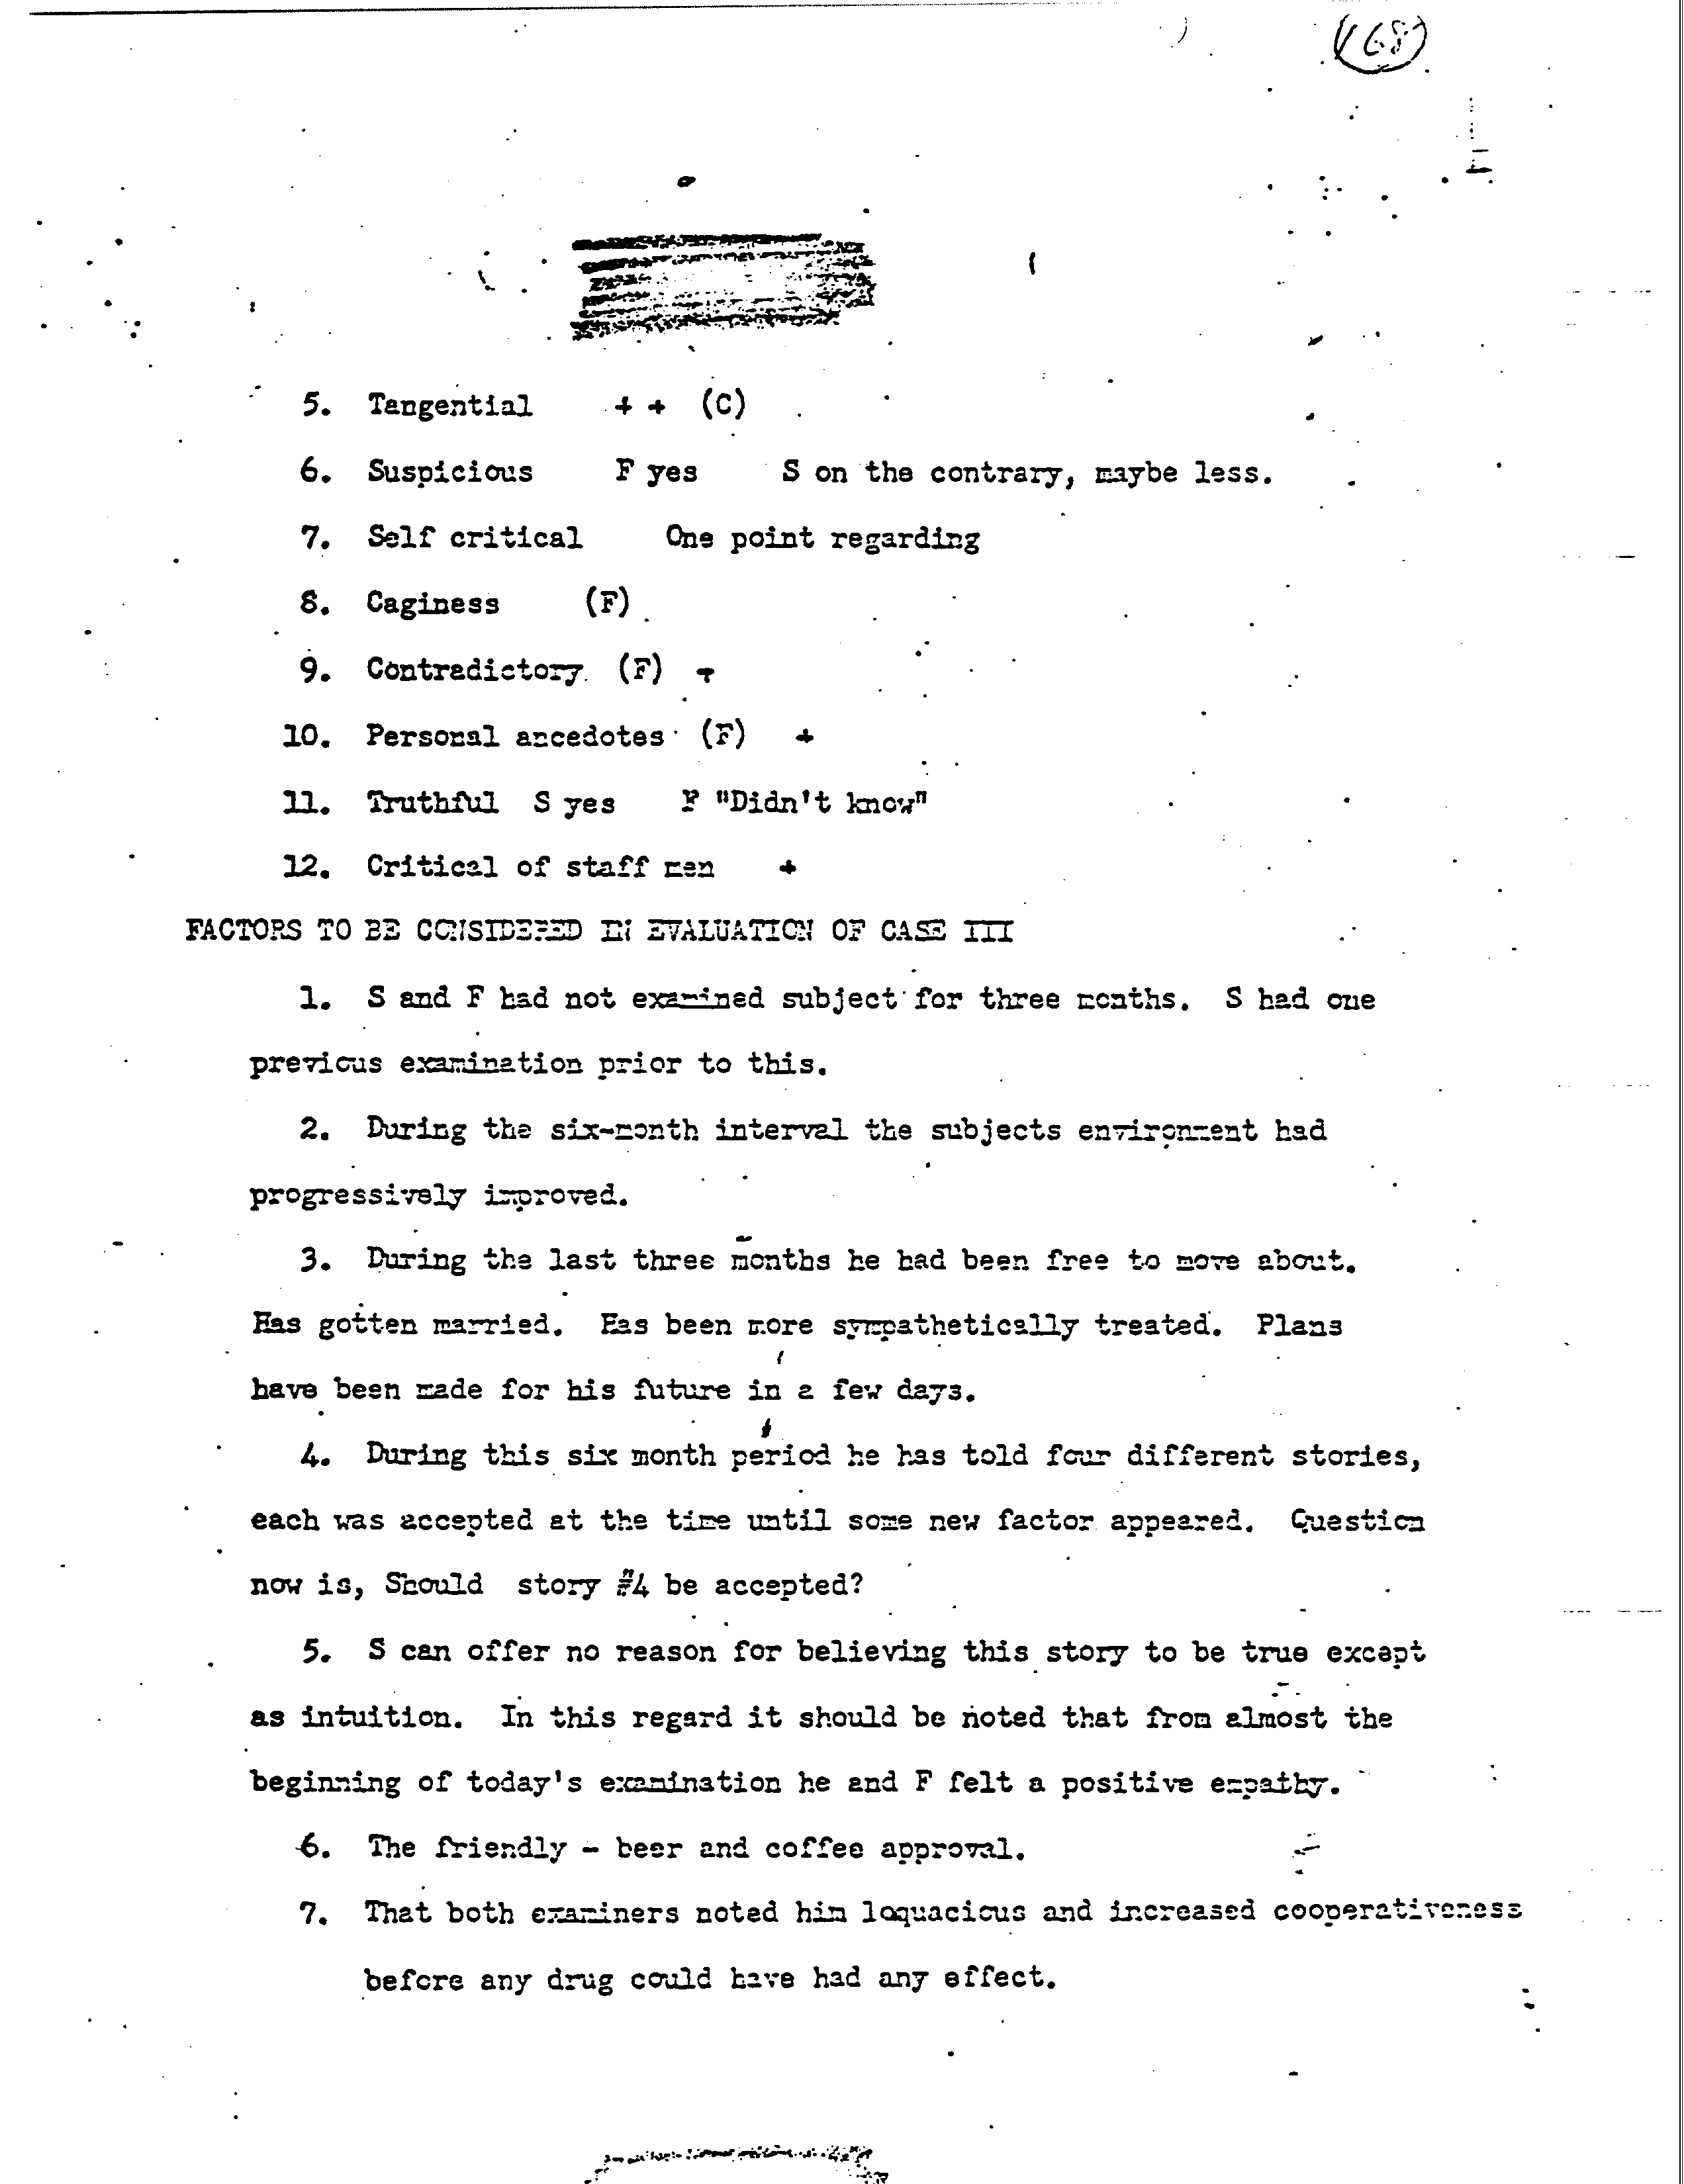 (168)
5. Tangential + + (C)
6. Suspicious F yes S on the contrary, maybe less.
7. Self critical One point regarding
8. Caginess (F)
9. Contradictory (F) +
10. Personal ancedotes (F) +
11. Truthful S yes F "Didn't know"
12. Critical of staff men +
FACTORS TO BE CONSIDERED IN EVALUATION OF CASE III
1. S and F had not examined subject for three months. S had one
previous examination prior to this.
2. During the six-month interval the subjects environment had
progressively improved.
3. During the last three months he had been free to move about.
Has gotten married. Has been more sympathetically treated. Plans
have been made for his future in a few days.
4. During this six month period he has told four different stories,
each was accepted at the time until some new factor appeared. Question
now is, Should story #4 be accepted?
5. S can offer no reason for believing this story to be true except
as intuition. In this regard it should be noted that from almost the
beginning of today's examination he and F felt a positive empathy.
6. The friendly - beer and coffee approval.
7. That both examiners noted him loquacious and increased cooperativeness
before any drug could have had any effect.